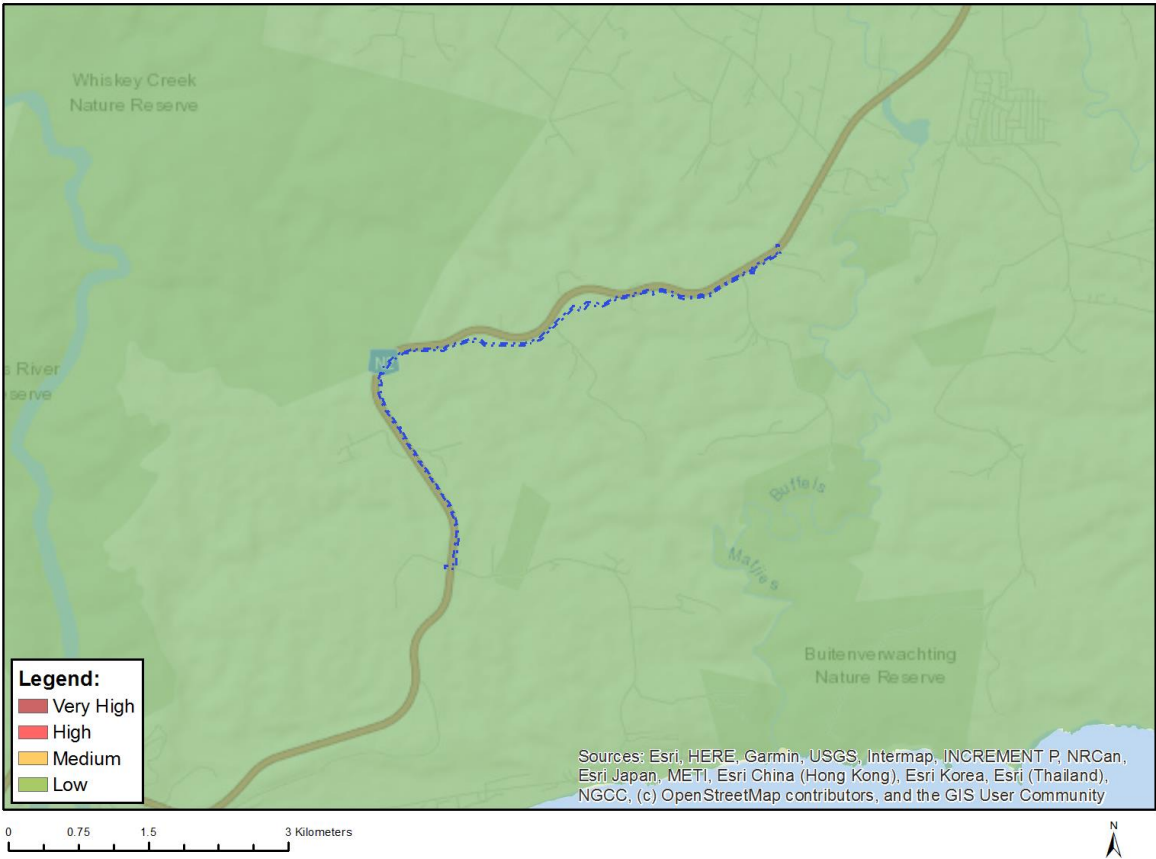 Whiskey Creek
Nature Reserve
s River
serve
Buffels
Matjies
Buitenverwachting
Nature Reserve
Legend:
Very High
High
Medium
Low
Sources: Esri, HERE, Garmin, USGS, Intermap, INCREMENT P, NRCan,
Esri Japan, METI, Esri China (Hong Kong), Esri Korea, Esri (Thailand),
NGCC, (c) OpenStreetMap contributors, and the GIS User Community
0 0.75 1.5 3 Kilometers
N